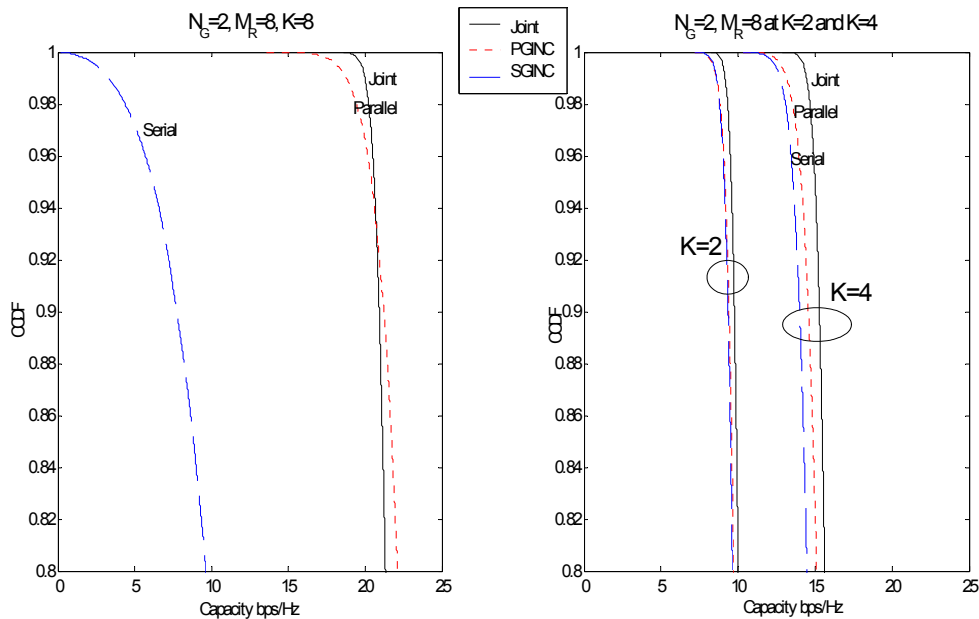 N_G=2, M_R=8, K=8
1
0.98
0.96
0.94
0.92
0.9
0.88
0.86
0.84
0.82
0.8
CCDF
0
5
10
15
20
25
Capacity bps/Hz
Joint
Parallel
Serial
Joint
PGINC
SGINC
N_G=2, M_R=8 at K=2 and K=4
1
0.98
0.96
0.94
0.92
0.9
0.88
0.86
0.84
0.82
0.8
CCDF
0
5
10
15
20
25
Capacity bps/Hz
Joint
Parallel
Serial
K=2
K=4